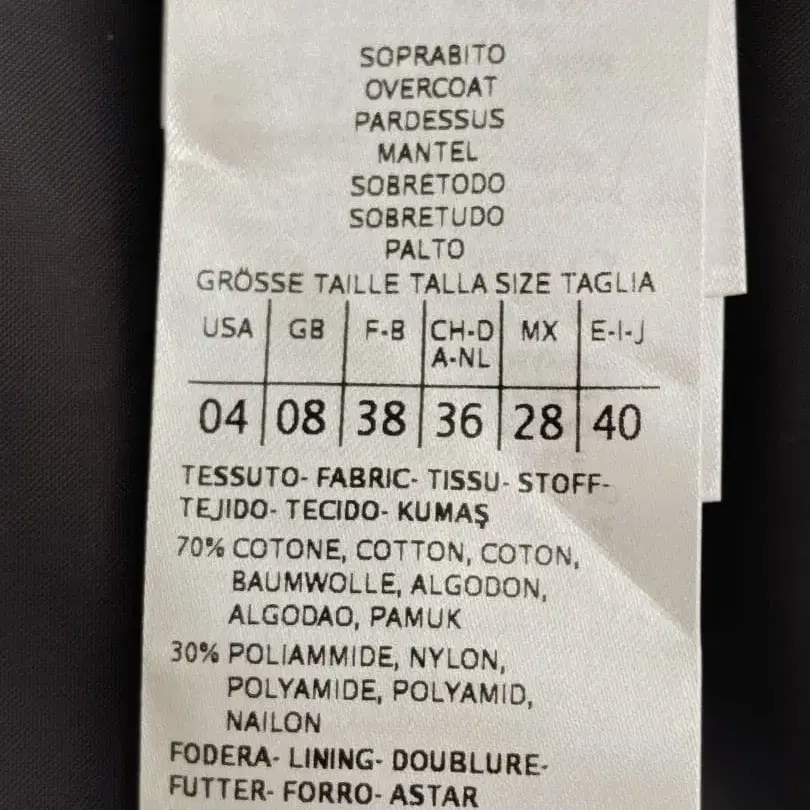 SOPRABITO
OVERCOAT
PARDESSUS
MANTEL
SOBRETODO
SOBRETUDO
PALTO
GRÖSSE TAILLE TALLA SIZE TAGLIA
USA GB F-B CH-D A-NL MX E-I-J
04 08 38 36 28 40
TESSUTO- FABRIC- TISSU- STOFF-
TEJIDO- TECIDO- KUMAŞ
70% COTONE, COTTON, COTON,
BAUMWOLLE, ALGODON,
ALGODAO, PAMUK
30% POLIAMMIDE, NYLON,
POLYAMIDE, POLYAMID,
NAILON
FODERA- LINING- DOUBLURE-
FUTTER- FORRO- ASTAR